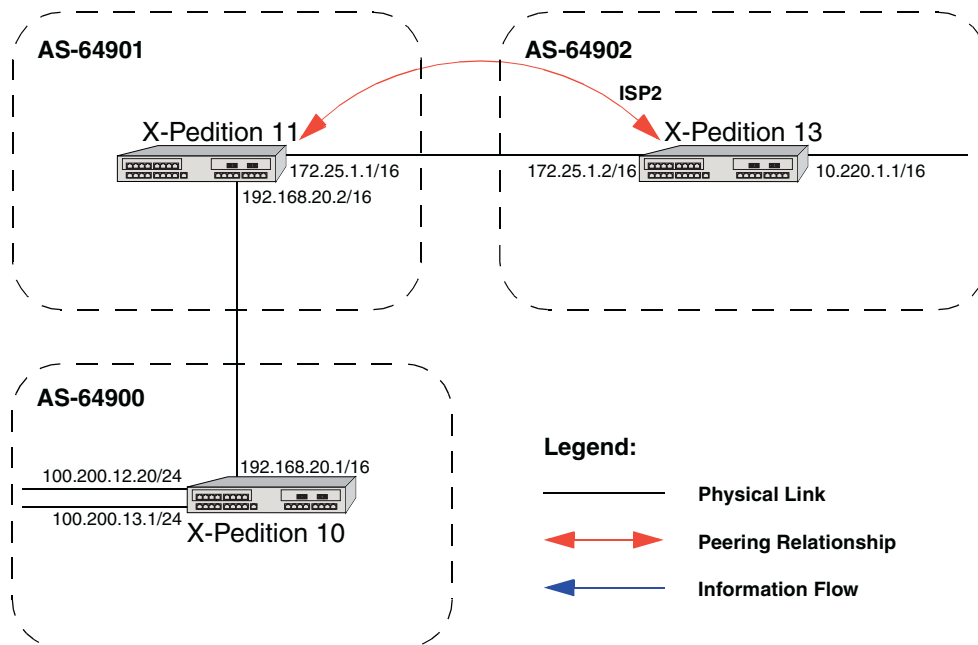 AS-64901
AS-64902
ISP2
X-Pedition 11
X-Pedition 13
172.25.1.1/16
172.25.1.2/16
10.220.1.1/16
192.168.20.2/16
AS-64900
192.168.20.1/16
100.200.12.20/24
100.200.13.1/24
X-Pedition 10
Legend:
Physical Link
Peering Relationship
Information Flow